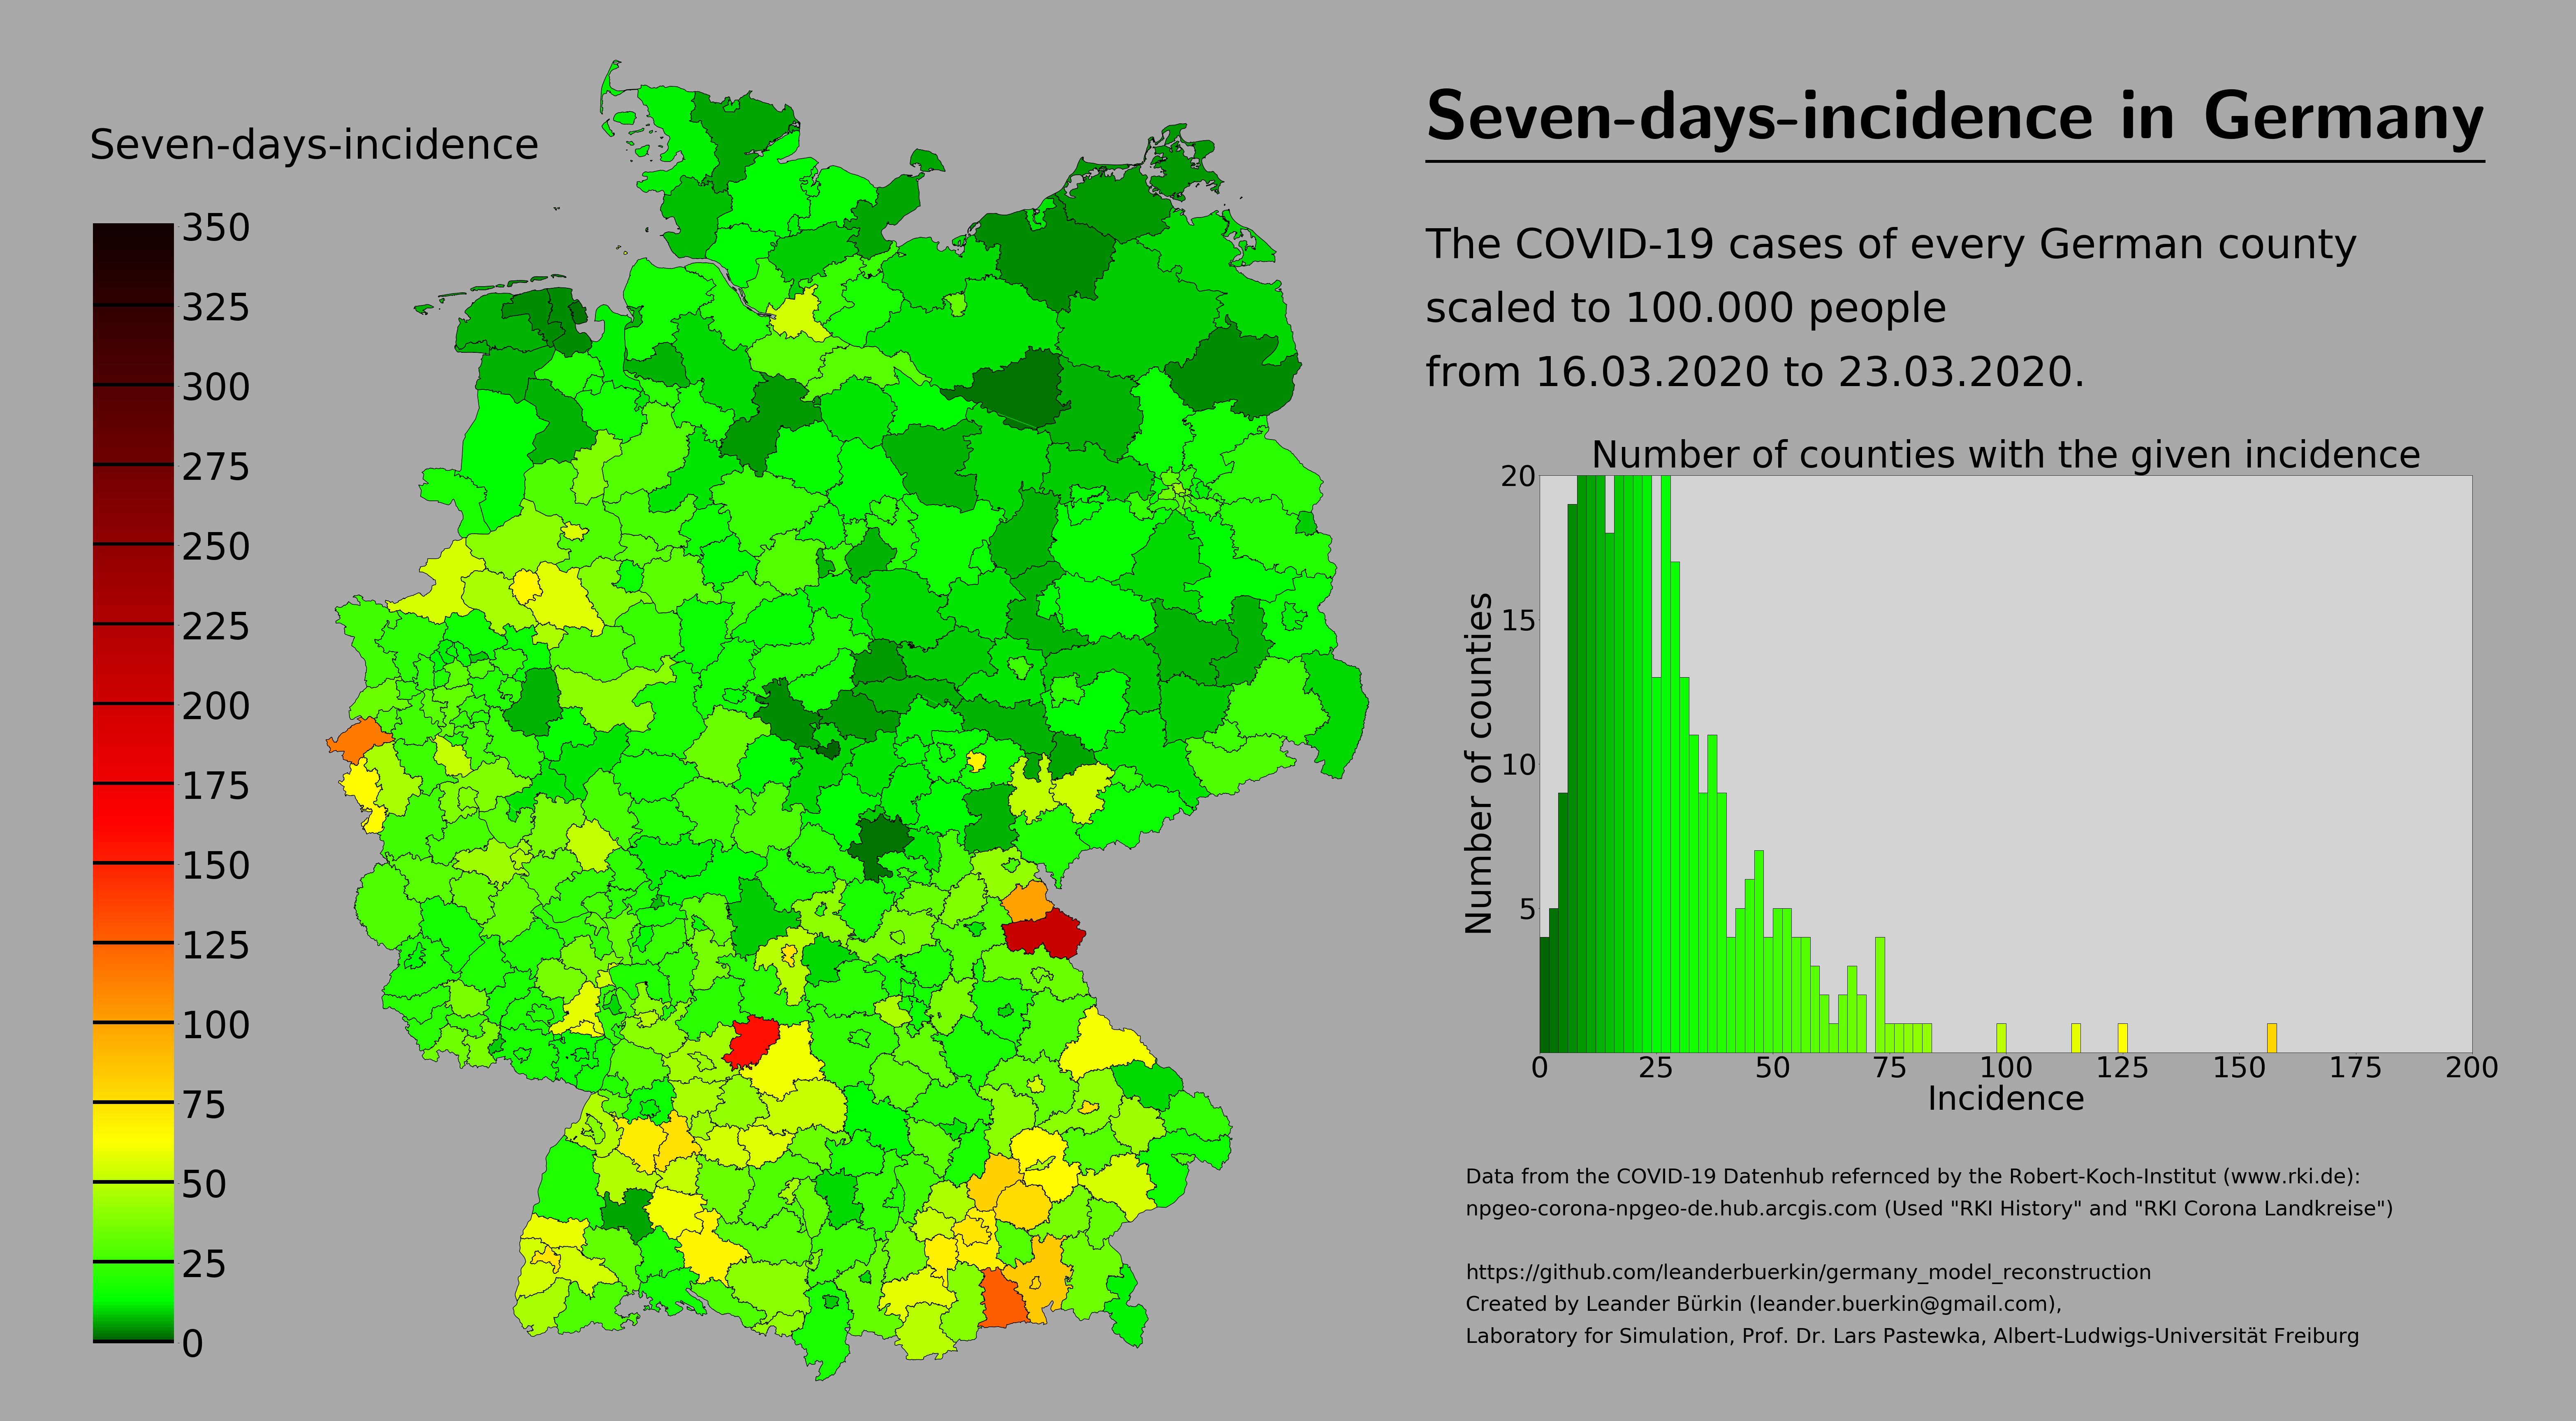 Seven-days-incidence
350
325
300
275
250
225
200
175
150
125
100
75
50
25
0
Seven-days-incidence in Germany
The COVID-19 cases of every German county
scaled to 100.000 people
from 16.03.2020 to 23.03.2020.
Number of counties with the given incidence
20
15
10
5
Number of counties
0 25 50 75 100 125 150 175 200
Incidence
Data from the COVID-19 Datenhub refernced by the Robert-Koch-Institut (www.rki.de):
npgeo-corona-npgeo-de.hub.arcgis.com (Used "RKI History" and "RKI Corona Landkreise")
https://github.com/leanderbuerkin/germany_model_reconstruction
Created by Leander Bürkin (leander.buerkin@gmail.com),
Laboratory for Simulation, Prof. Dr. Lars Pastewka, Albert-Ludwigs-Universität Freiburg